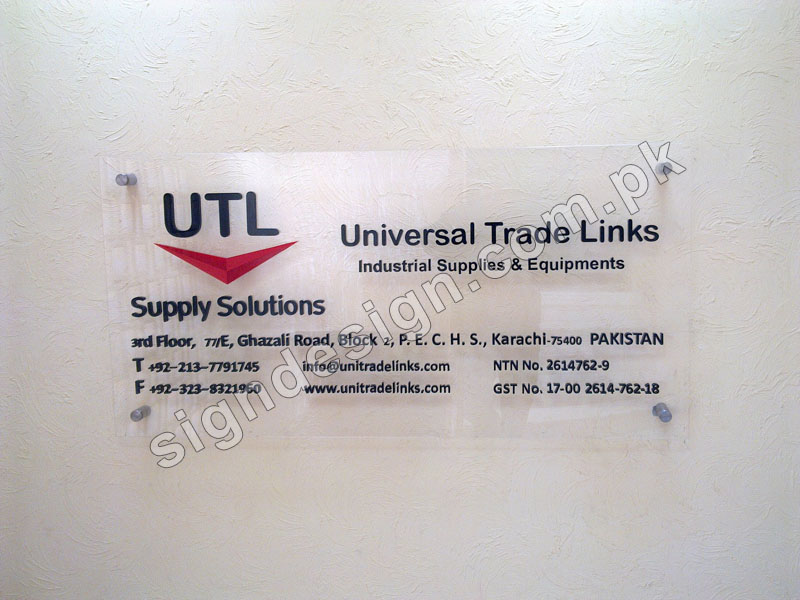 UTL
Universal Trade Links
Industrial Supplies & Equipments
Supply Solutions
3rd Floor, 77/E, Ghazali Road, Block 2, P. E. C. H. S., Karachi-75400 PAKISTAN
T +92-213-7791745 info@unitradelinks.com NTN No. 2614762-9
F +92-323-8321960 www.unitradelinks.com GST No. 17-00 2614-762-18
signdesign.com.pk